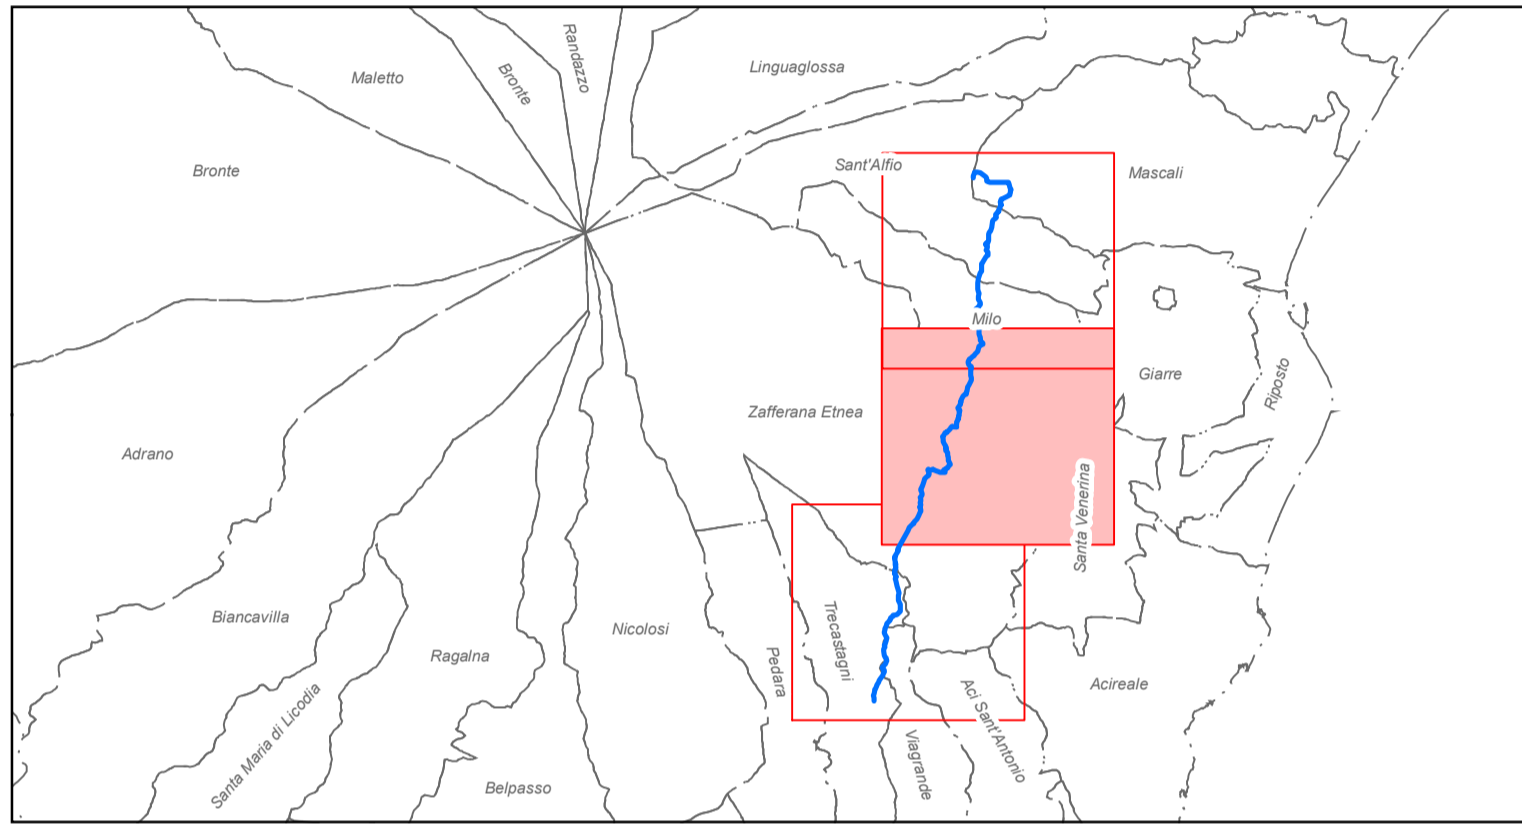 Randazzo
Linguaglossa
Maletto
Bronte
Bronte
Sant'Alfio
Mascali
Milo
Giarre
Riposto
Zafferana Etnea
Adrano
Santa Venerina
Biancavilla
Nicolosi
Trecastagni
Ragalna
Pedara
Acireale
Aci Sant'Antonio
Santa Maria di Licodia
Viagrande
Belpasso